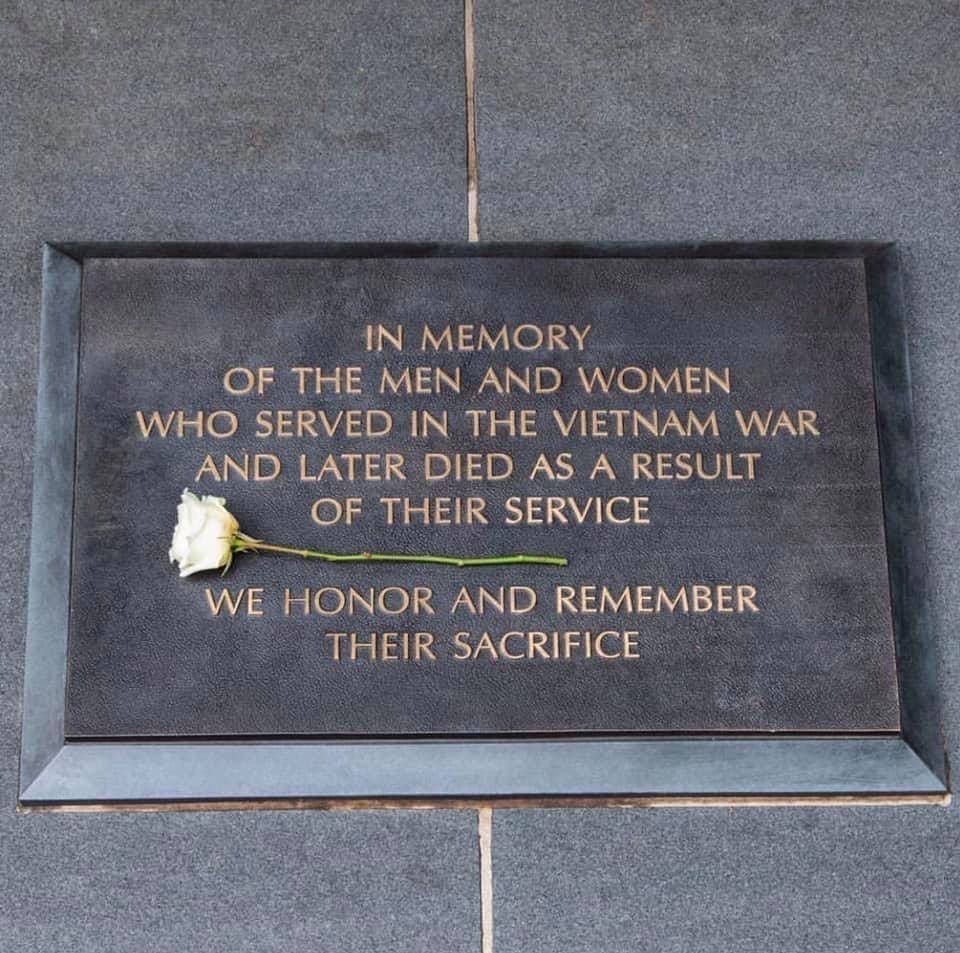 IN MEMORY
OF THE MEN AND WOMEN
WHO SERVED IN THE VIETNAM WAR
AND LATER DIED AS A RESULT
OF THEIR SERVICE
WE HONOR AND REMEMBER
THEIR SACRIFICE